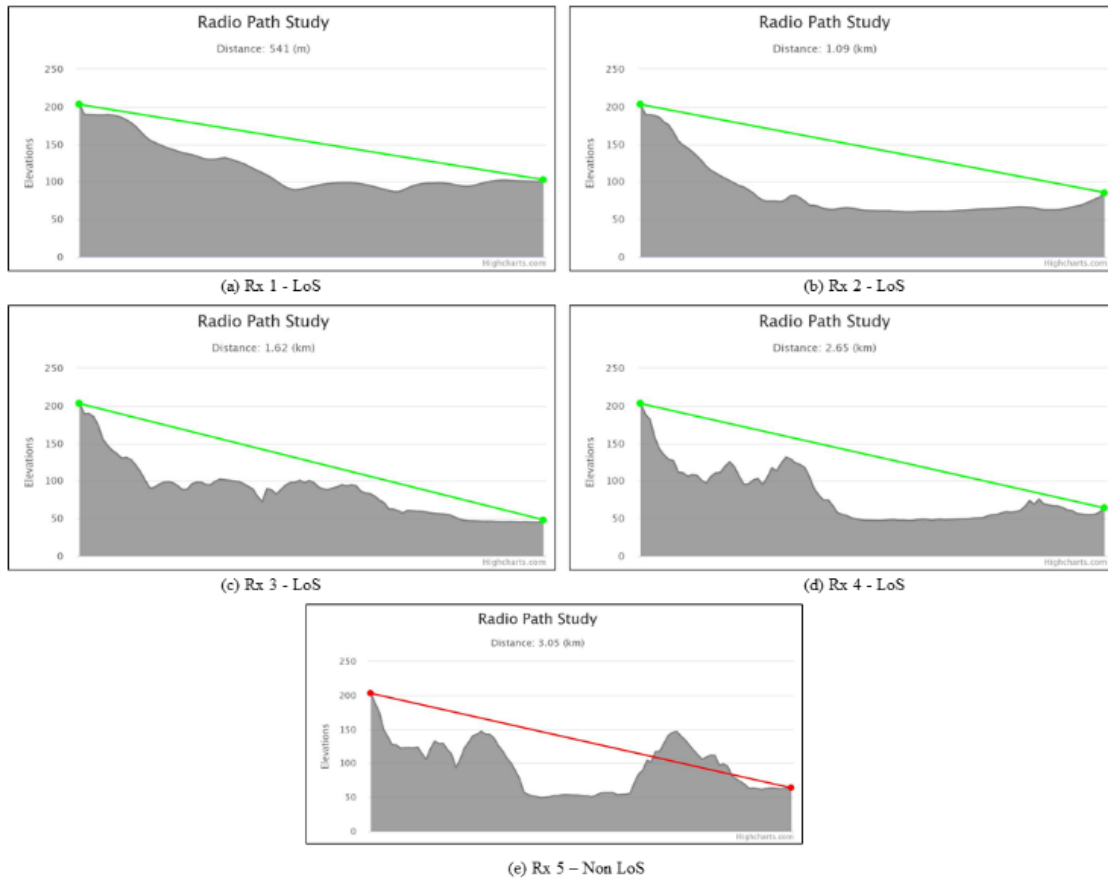 Radio Path Study
Distance: 541 (m)
250
200
150
100
50
0
Elevations
Highcharts.com
(a) Rx 1 - LoS
Radio Path Study
Distance: 1.09 (km)
250
200
150
100
50
0
Elevations
Highcharts.com
(b) Rx 2 - LoS
Radio Path Study
Distance: 1.62 (km)
250
200
150
100
50
0
Elevations
Highcharts.com
(c) Rx 3 - LoS
Radio Path Study
Distance: 2.65 (km)
250
200
150
100
50
0
Elevations
Highcharts.com
(d) Rx 4 - LoS
Radio Path Study
Distance: 3.05 (km)
250
200
150
100
50
0
Elevations
Highcharts.com
(e) Rx 5 – Non LoS